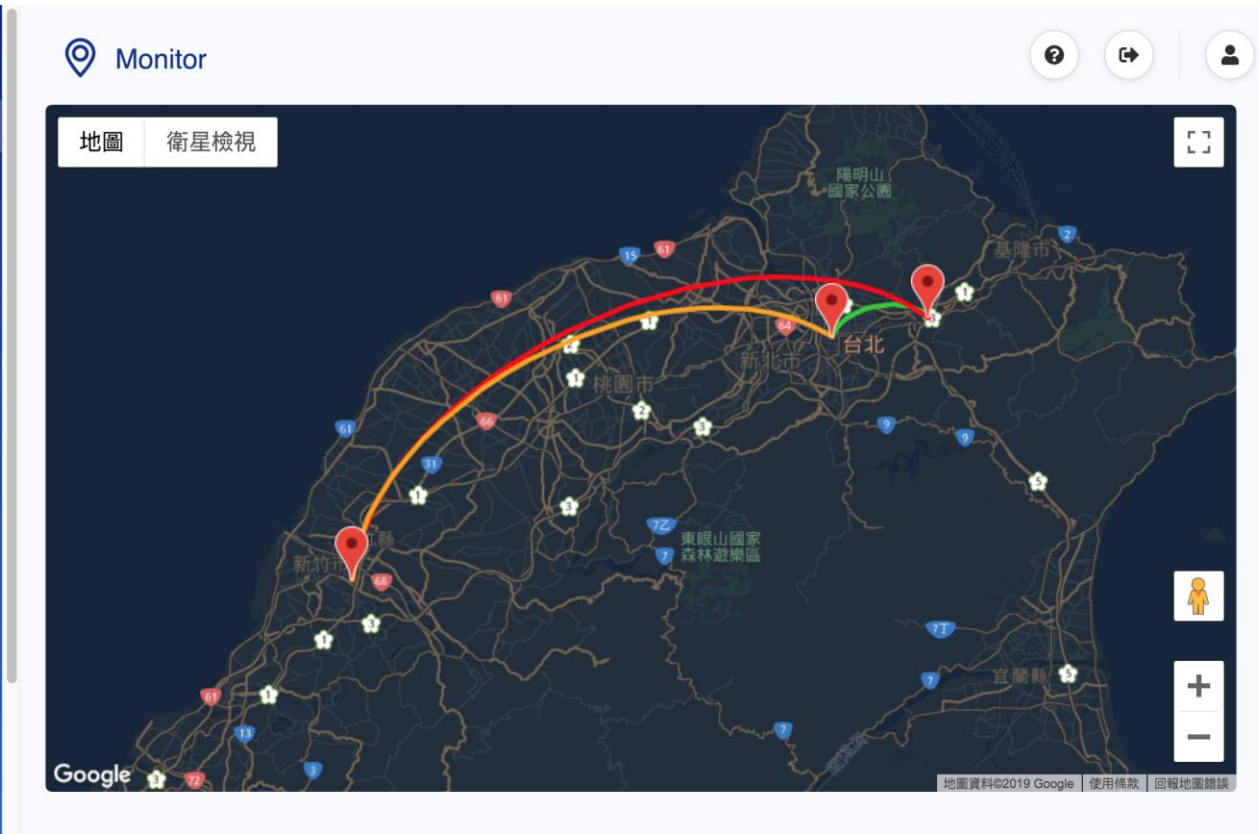 Monitor
地圖 衛星檢視
陽明山
國家公園
2
基隆市
15
61
61
1
1
3
64
台北
新北市
1
桃園市
2
3
66
61
9
9
31
1
5
3
7乙
東眼山國家
7
森林遊樂區
新竹市
縣
68
3
1
7丁
宜蘭縣
5
7
61
1
13
7
3
Google
3
72
地圖資料©2019 Google 使用條款 回報地圖錯誤